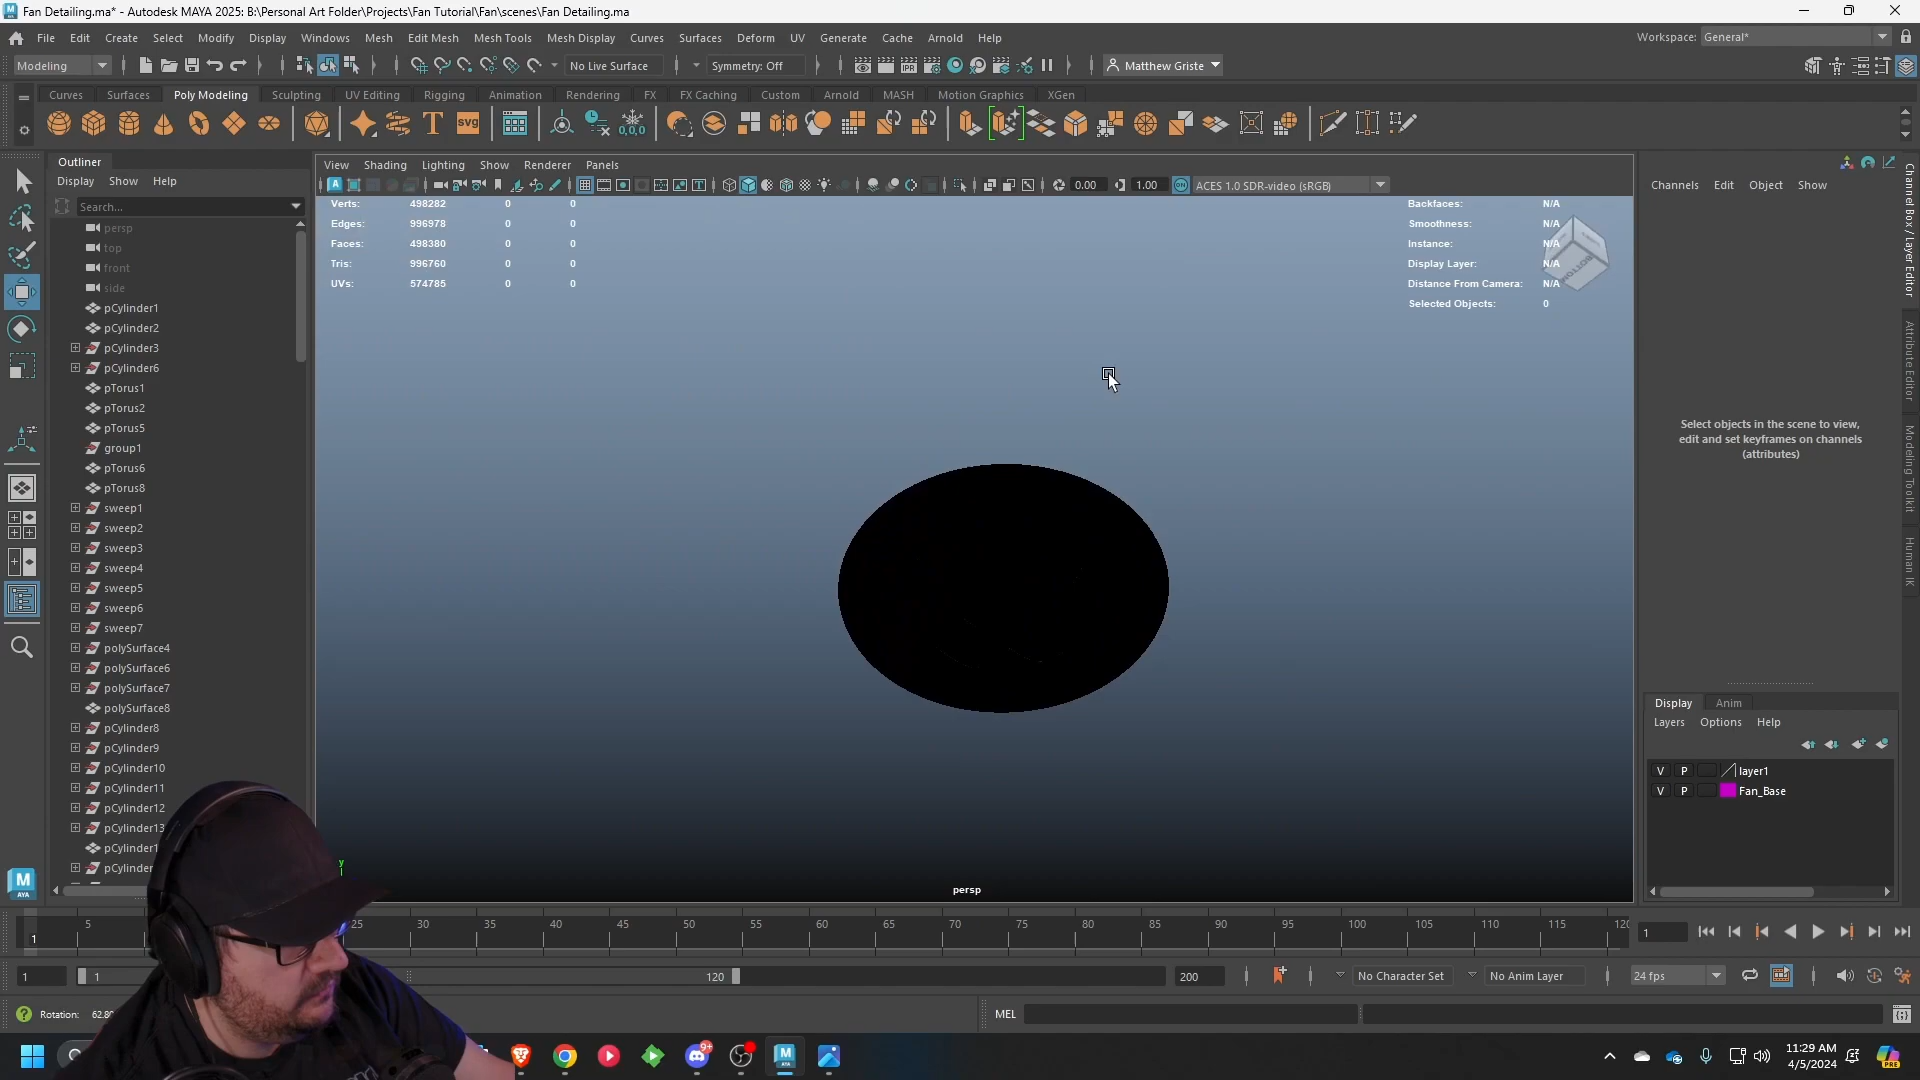 Fan Detailing.ma* - Autodesk MAYA 2025: B:\Personal Art Folder\Projects\Fan Tutorial\Fan\scenes\Fan Detailing.ma
File Edit Create Select Modify Display Windows Mesh Edit Mesh Mesh Tools Mesh Display Curves Surfaces Deform UV Generate Cache Arnold Help
Workspace: General*
Modeling No Live Surface Symmetry: Off Matthew Griste
Curves Surfaces Poly Modeling Sculpting UV Editing Rigging Animation Rendering FX FX Caching Custom Arnold MASH Motion Graphics XGen
T svg 0,0,0
Outliner
Display Show Help
Search...
persp
top
front
side
pCylinder1
pCylinder2
pCylinder3
pCylinder6
pTorus1
pTorus2
pTorus5
group1
pTorus6
pTorus8
sweep1
sweep2
sweep3
sweep4
sweep5
sweep6
sweep7
polySurface4
polySurface6
polySurface7
polySurface8
pCylinder8
pCylinder9
pCylinder10
pCylinder11
pCylinder12
pCylinder13
pCylinder1
pCylinder
View Shading Lighting Show Renderer Panels
0.00 1.00 ACES 1.0 SDR-video (sRGB)
Verts: 498282 0 0
Edges: 996978 0 0
Faces: 498380 0 0
Tris: 996760 0 0
UVs: 574785 0 0
Backfaces: N/A
Smoothness: N/A
Instance: N/A
Display Layer: N/A
Distance From Camera: N/A
Selected Objects: 0
BOTTOM
y
persp
Channels Edit Object Show
Select objects in the scene to view,
edit and set keyframes on channels
(attributes)
Channel Box / Layer Editor
Attribute Editor
Modeling Toolkit
Human IK
Display Anim
Layers Options Help
V P layer1
V P Fan_Base
1 5 25 30 35 40 45 50 55 60 65 70 75 80 85 90 95 100 105 110 115 120
1
1 1 120 200 No Character Set No Anim Layer 24 fps
Rotation: 62.80
MEL
M AYA
9+
11:29 AM
4/5/2024
PRE